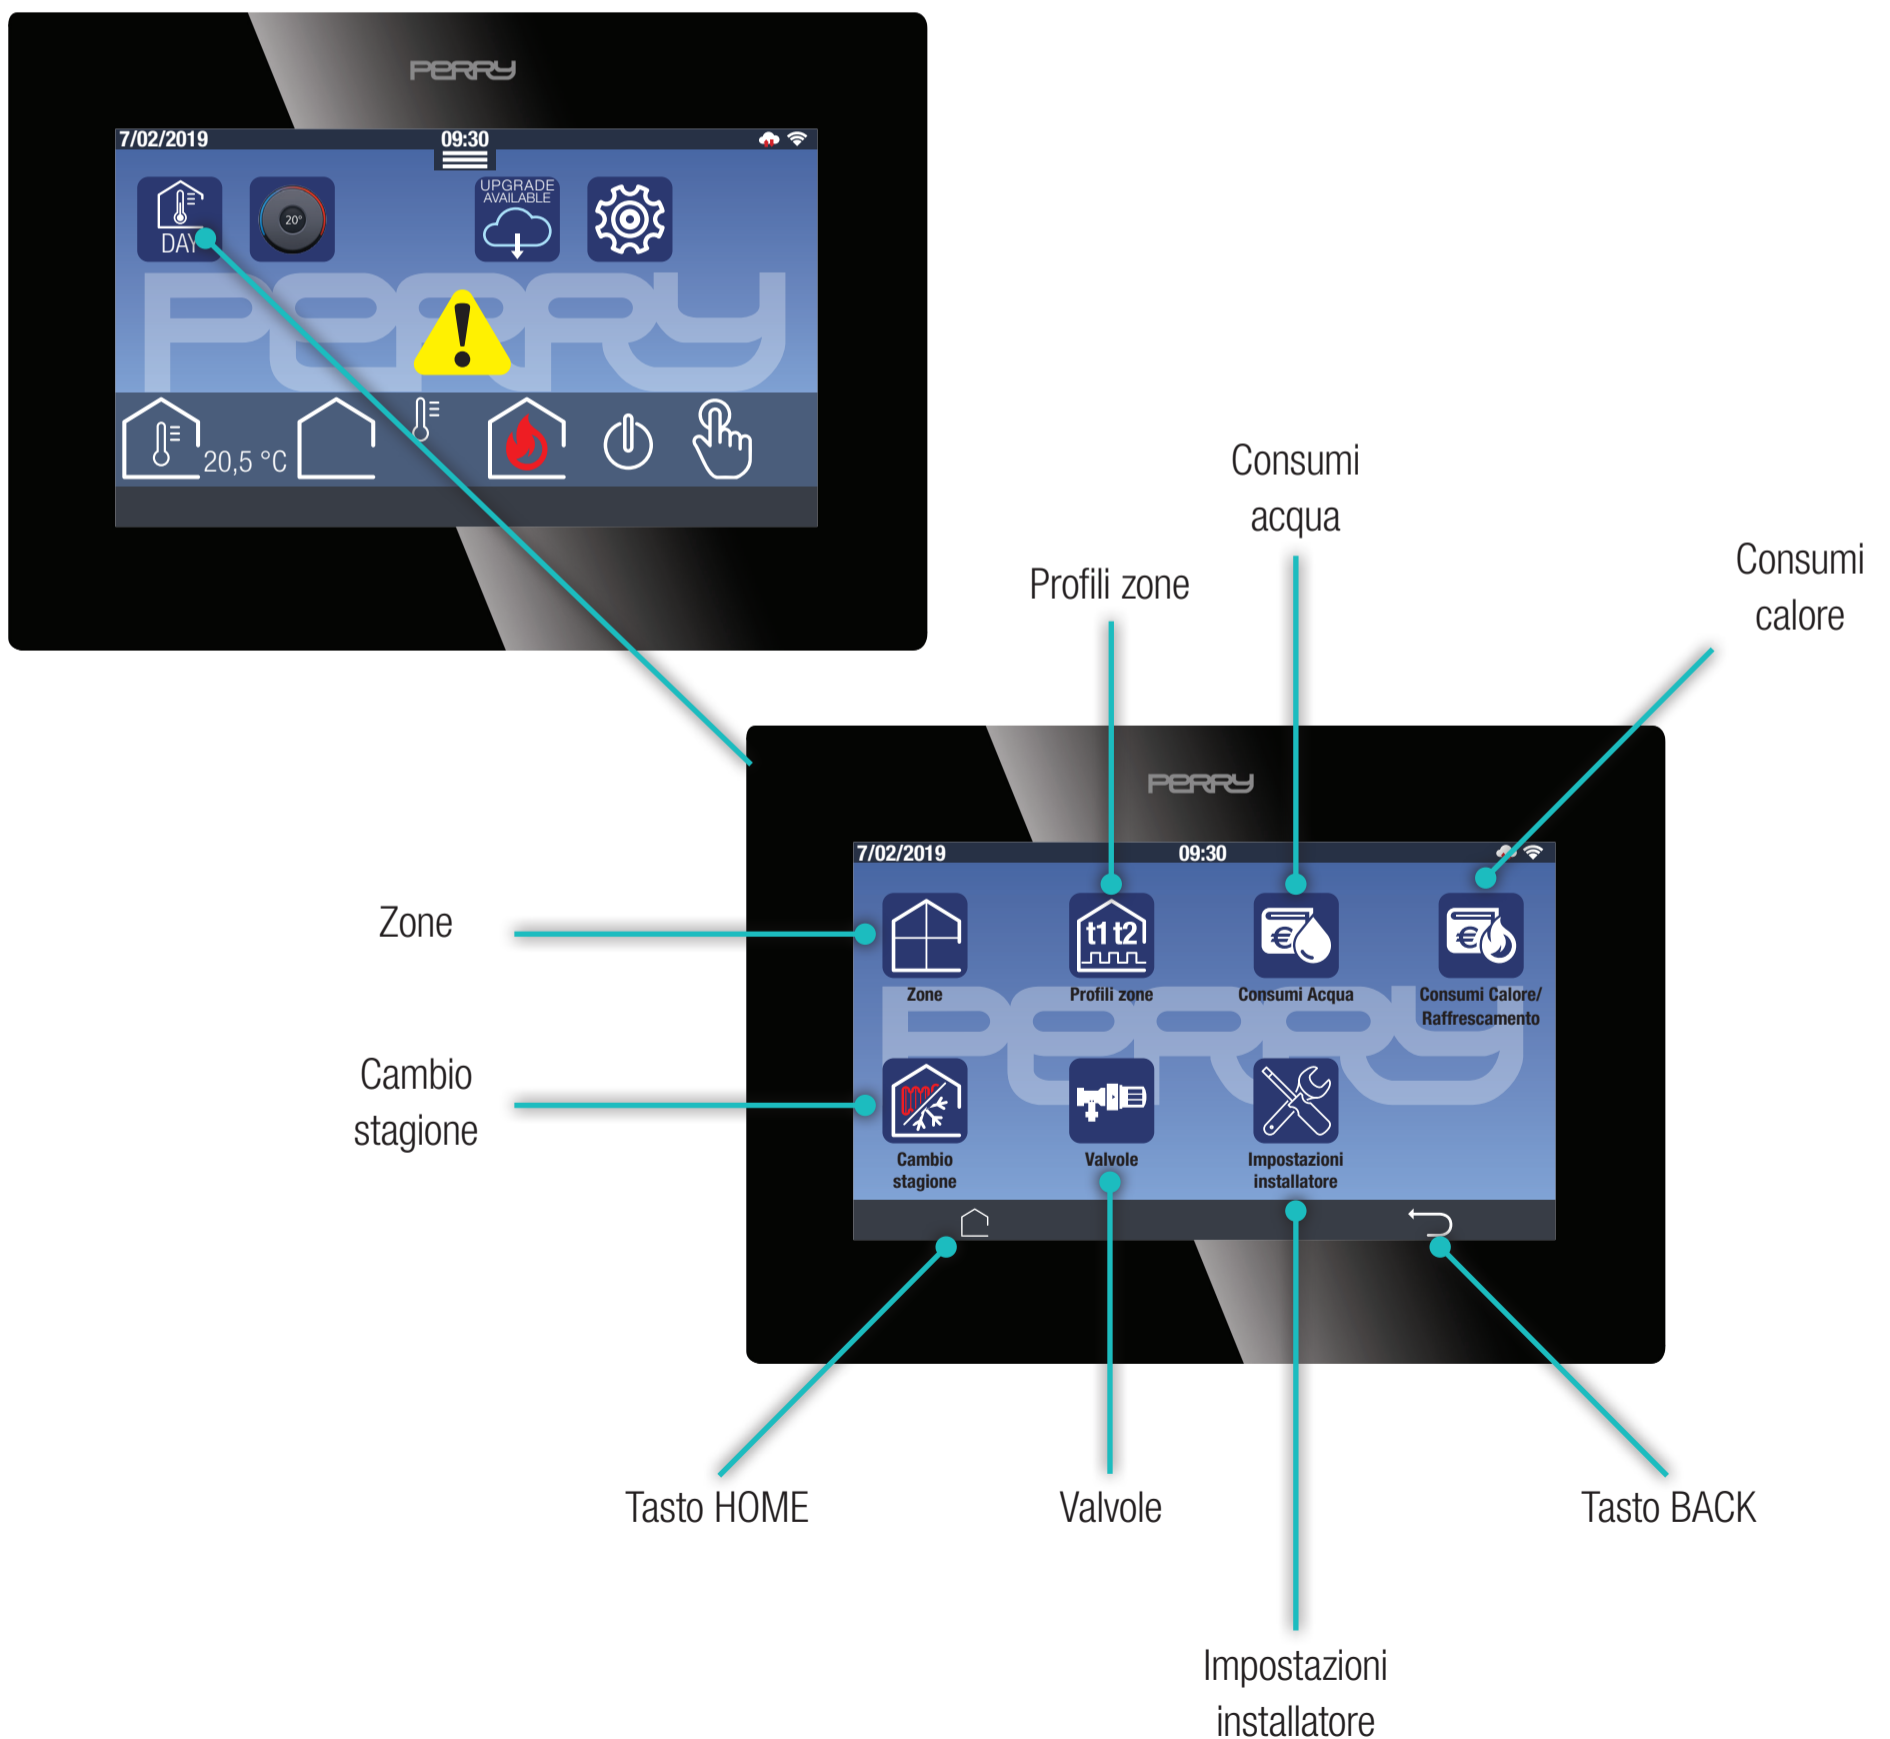 PERRY
7/02/2019 09:30
UPGRADE
AVAILABLE
20°
DAY
PERRY
20,5 °C
Consumi
acqua
Profili zone
Consumi
calore
PERRY
7/02/2019 09:30
Zone
t1 t2
€
€
Zone Profili zone Consumi Acqua Consumi Calore/
Raffrescamento
PERRY
Cambio
stagione
Cambio
stagione
Valvole
Impostazioni
installatore
Tasto HOME
Valvole
Tasto BACK
Impostazioni
installatore